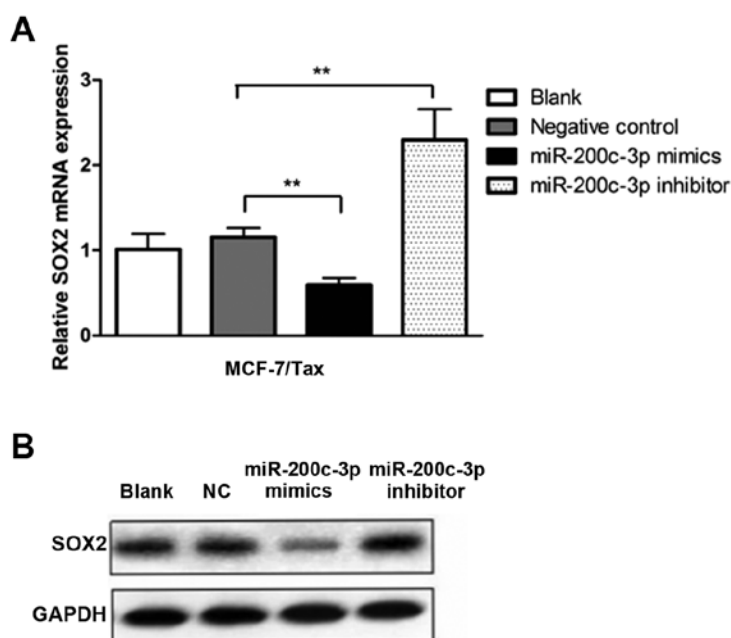 A
Relative SOX2 mRNA expression
3
2
1
0
**
**
MCF-7/Tax
Blank
Negative control
miR-200c-3p mimics
miR-200c-3p inhibitor
B
Blank
NC
miR-200c-3p
mimics
miR-200c-3p
inhibitor
SOX2
GAPDH